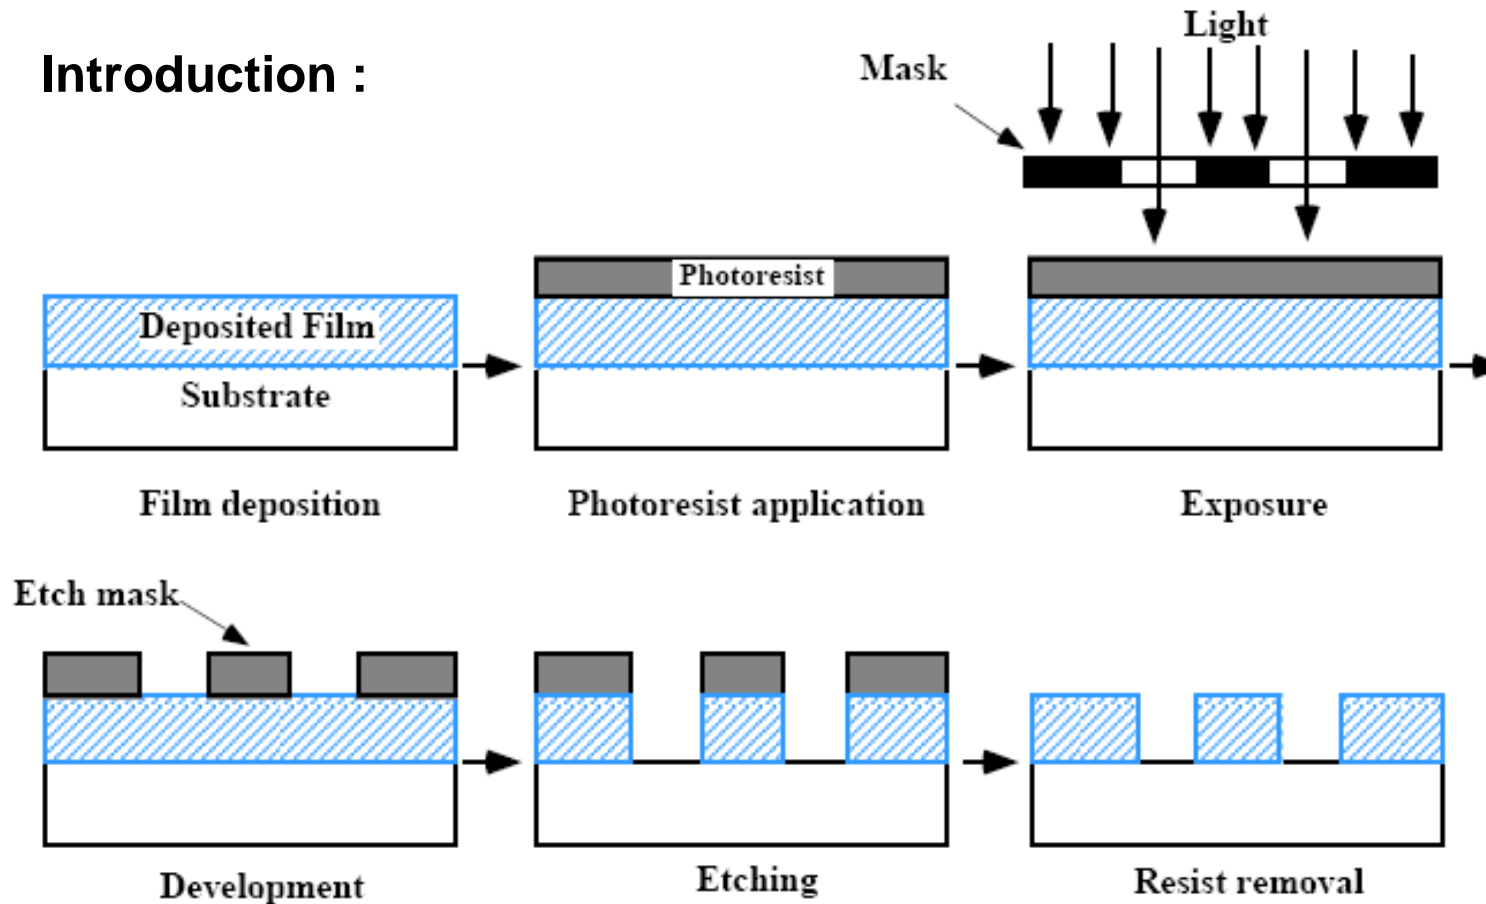 Introduction :
Light
Mask
Photoresist
Deposited Film
Substrate
Film deposition
Photoresist application
Exposure
Etch mask
Development
Etching
Resist removal